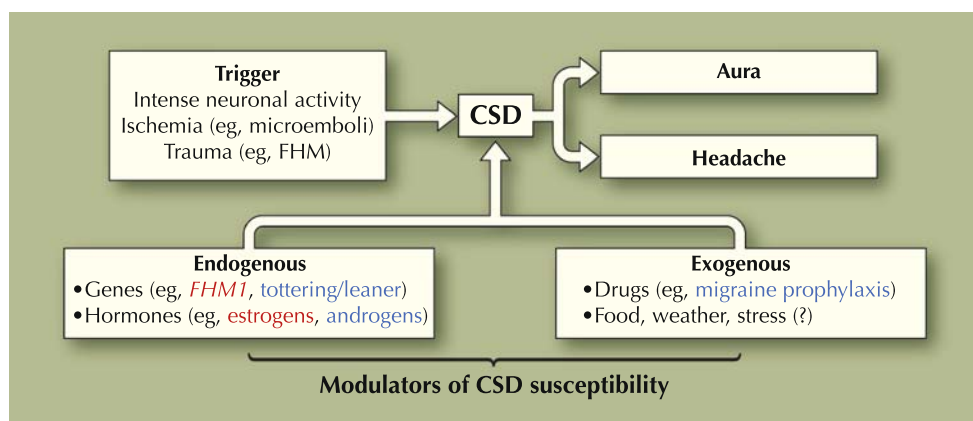 Trigger
Intense neuronal activity
Ischemia (eg, microemboli)
Trauma (eg, FHM)
CSD
Aura
Headache
Endogenous
•Genes (eg, FHM1, tottering/leaner)
•Hormones (eg, estrogens, androgens)
Exogenous
•Drugs (eg, migraine prophylaxis)
•Food, weather, stress (?)
Modulators of CSD susceptibility